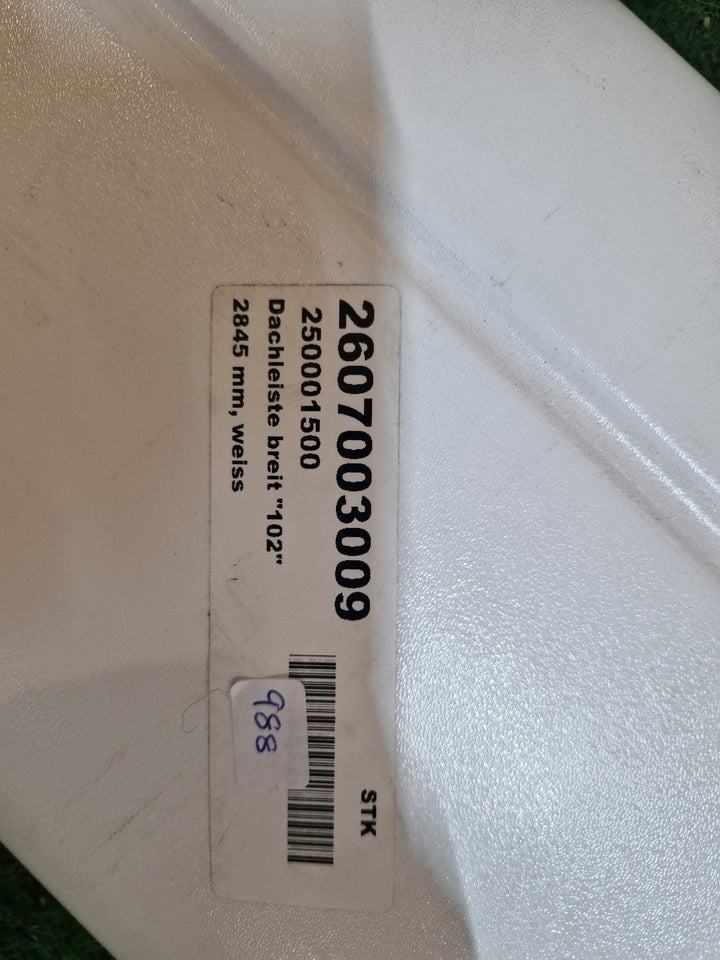 2607003009
250001500
Dachleiste breit "102"
2845 mm, weiss
STK
988